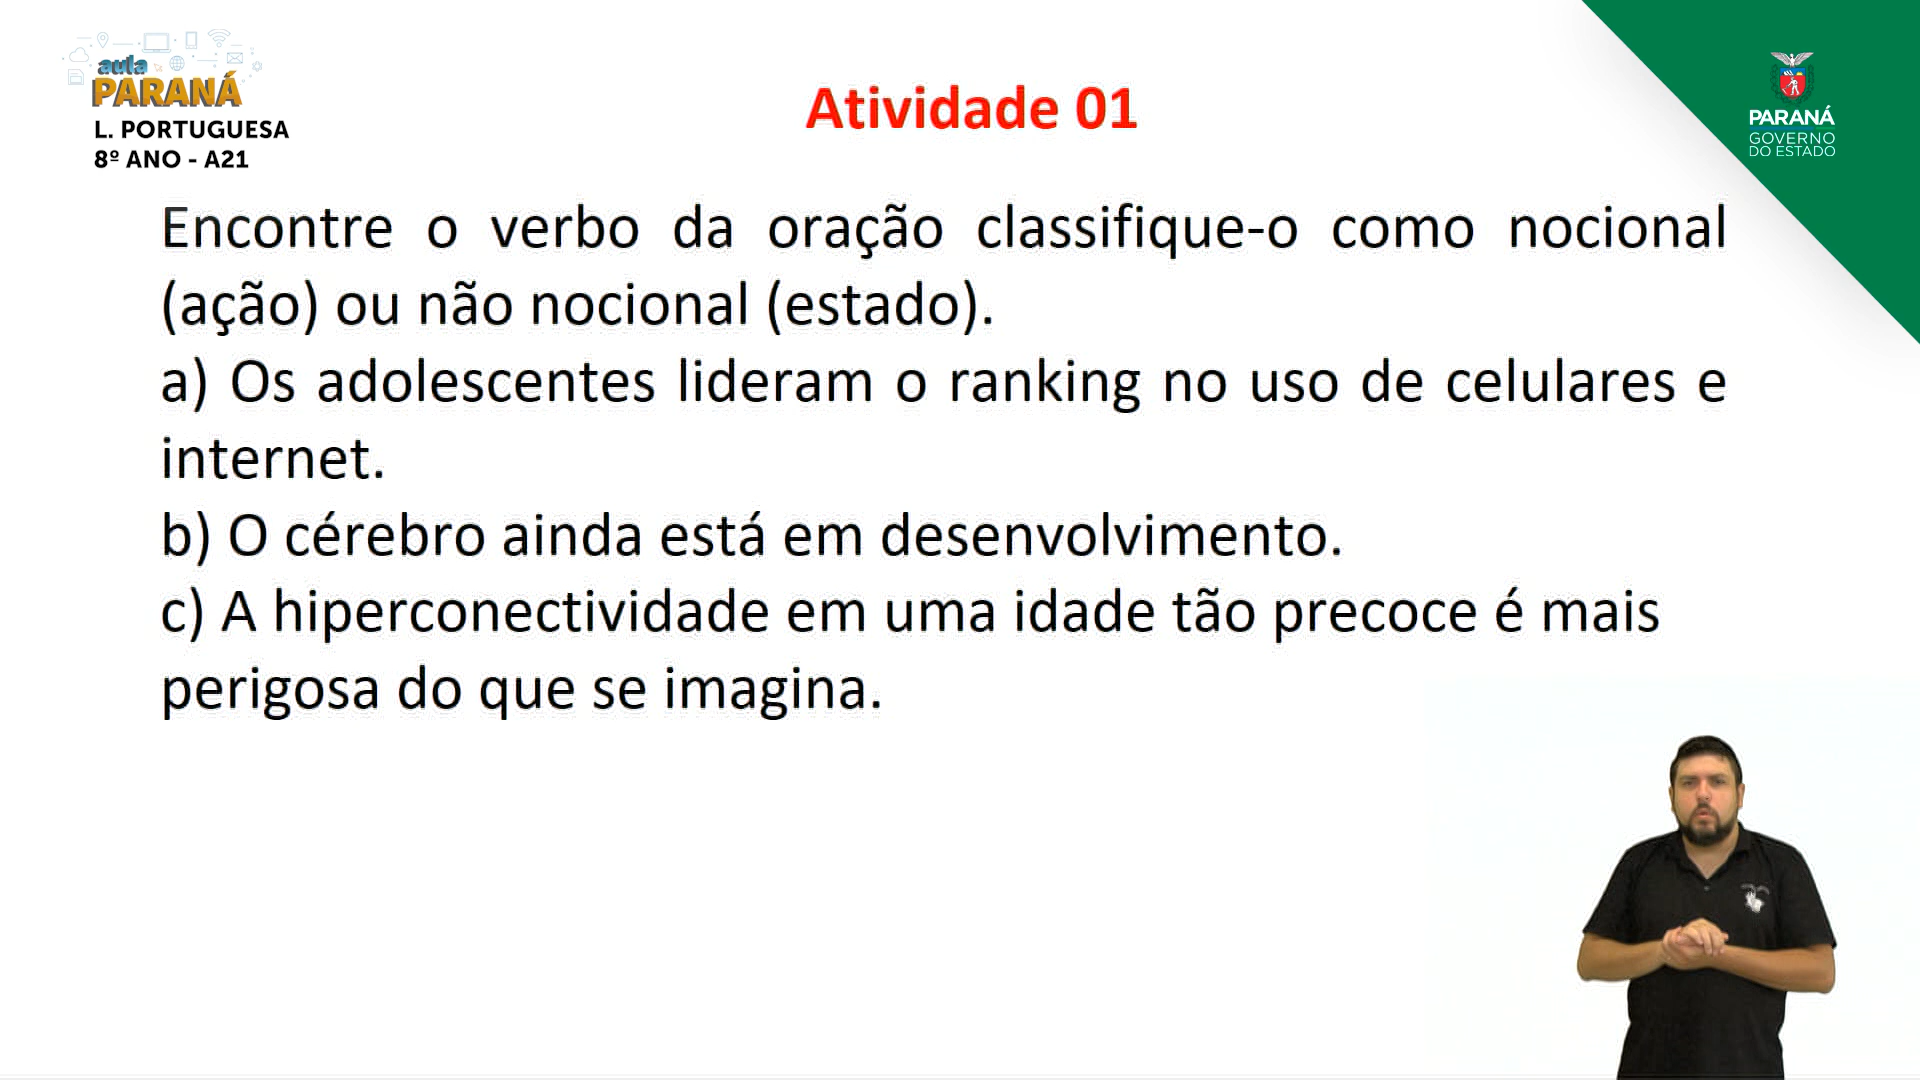 aula
PARANÁ
L. PORTUGUESA
8º ANO - A21
Atividade 01
PARANÁ
GOVERNO
DO ESTADO
Encontre o verbo da oração classifique-o como nocional
(ação) ou não nocional (estado).
a) Os adolescentes lideram o ranking no uso de celulares e
internet.
b) O cérebro ainda está em desenvolvimento.
c) A hiperconectividade em uma idade tão precoce é mais
perigosa do que se imagina.